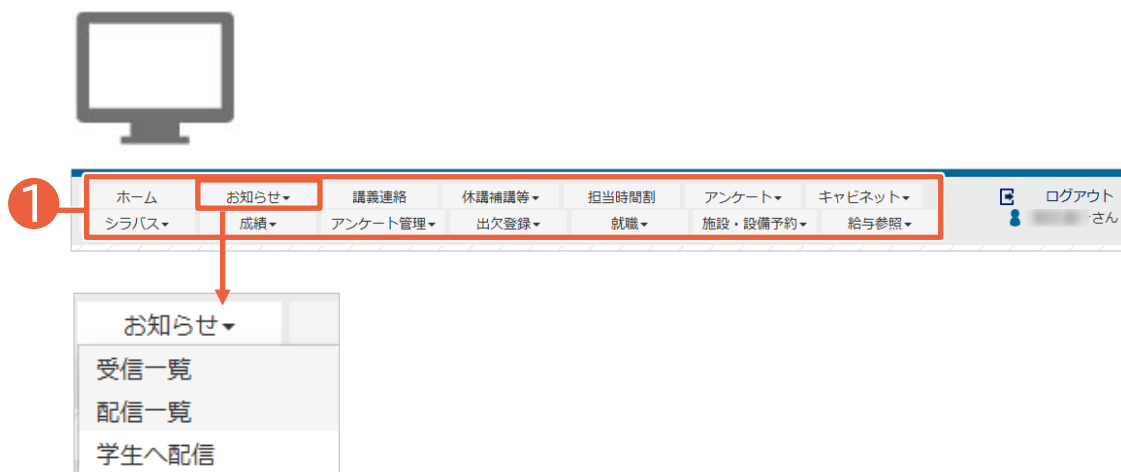 ホーム お知らせ▾ 講義連絡 休講補講等▾ 担当時間割 アンケート▾ キャビネット▾ ログアウト
1
シラバス▾ 成績▾ アンケート管理▾ 出欠登録▾ 就職▾ 施設・設備予約▾ 給与参照▾ さん
お知らせ▾
受信一覧
配信一覧
学生へ配信